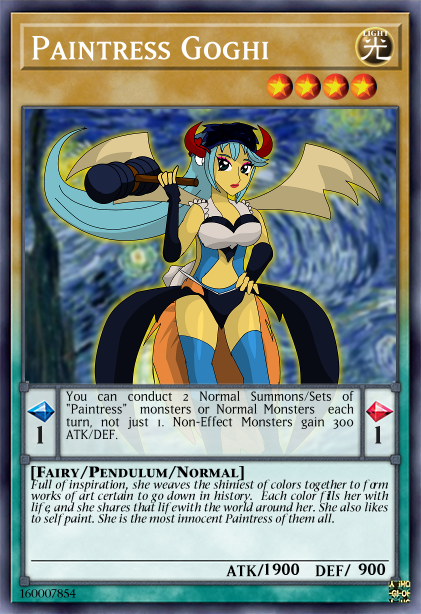 PAINTRESS GOGHI
LIGHT
光
You can conduct 2 Normal Summons/Sets of
"Paintress" monsters or Normal Monsters each
turn, not just 1. Non-Effect Monsters gain 300
ATK/DEF.
1
1
[FAIRY/PENDULUM/NORMAL]
Full of inspiration, she weaves the shiniest of colors together to form
works of art certain to go down in history. Each color fills her with
life, and she shares that life with the world around her. She also likes
to self paint. She is the most innocent Paintress of them all.
ATK/1900 DEF/ 900
160007854